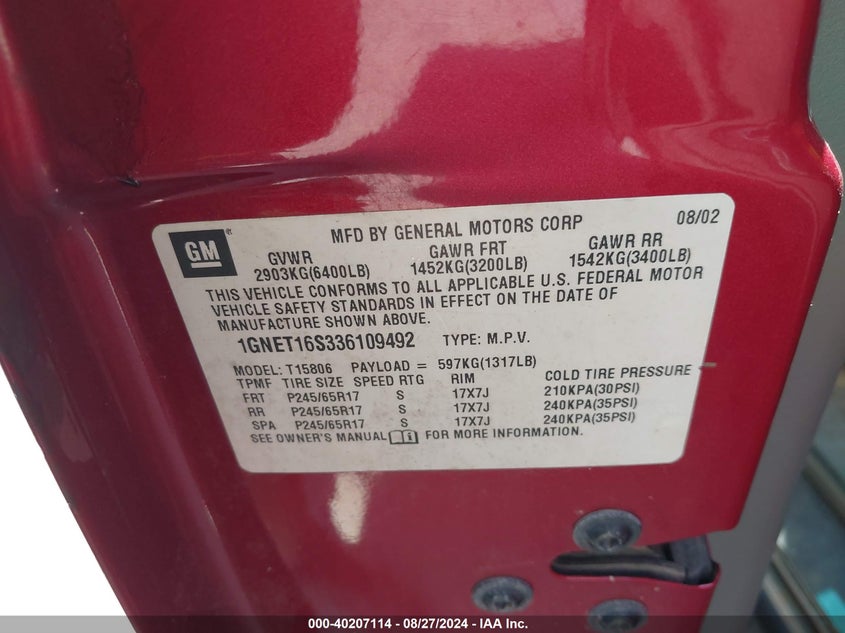 MFD BY GENERAL MOTORS CORP 08/02
GM
GVWR GAWR FRT GAWR RR
2903KG(6400LB) 1452KG(3200LB) 1542KG(3400LB)
THIS VEHICLE CONFORMS TO ALL APPLICABLE U.S. FEDERAL MOTOR
VEHICLE SAFETY STANDARDS IN EFFECT ON THE DATE OF
MANUFACTURE SHOWN ABOVE.
1GNET16S336109492 TYPE: M.P.V.
MODEL: T15806 PAYLOAD = 597KG(1317LB)
TPMF TIRE SIZE SPEED RTG RIM COLD TIRE PRESSURE
FRT P245/65R17 S 17X7J 210KPA(30PSI)
RR P245/65R17 S 17X7J 240KPA(35PSI)
SPA P245/65R17 S 17X7J 240KPA(35PSI)
SEE OWNER'S MANUAL FOR MORE INFORMATION.
000-40207114 - 08/27/2024 - IAA Inc.